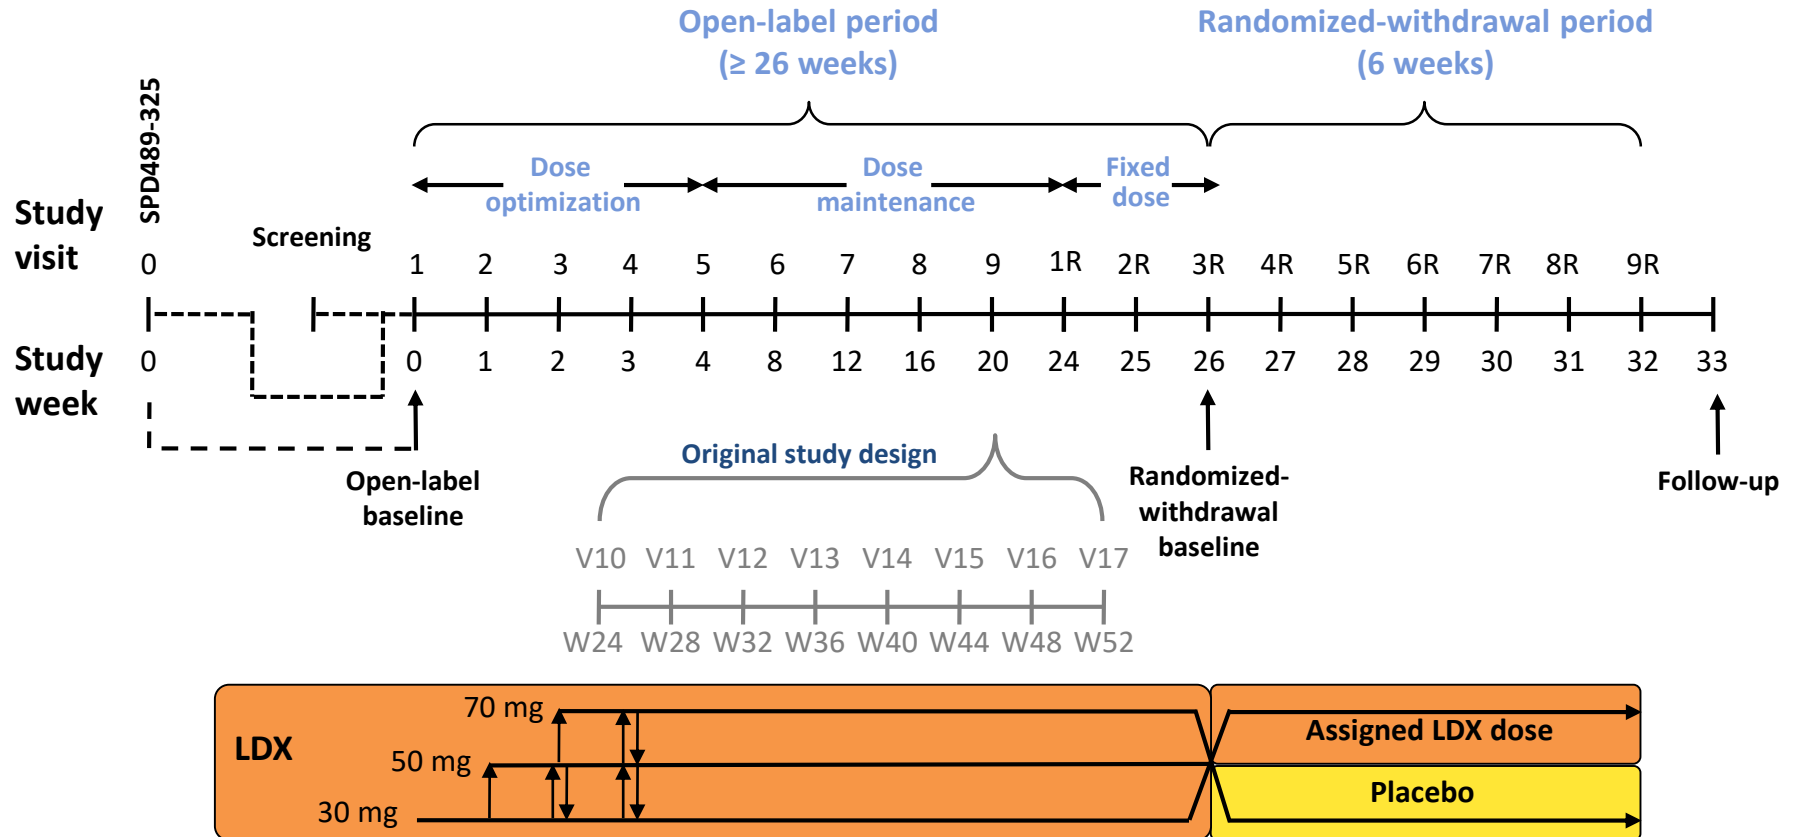 Open-label period
(≥ 26 weeks)
Randomized-withdrawal period
(6 weeks)
SPD489-325
Dose
optimization
Dose
maintenance
Fixed
dose
Study
visit
Screening
0 1 2 3 4 5 6 7 8 9 1R 2R 3R 4R 5R 6R 7R 8R 9R
Study
week
0 0 1 2 3 4 8 12 16 20 24 25 26 27 28 29 30 31 32 33
Open-label
baseline
Original study design
Randomized-
withdrawal
baseline
Follow-up
V10 V11 V12 V13 V14 V15 V16 V17
W24 W28 W32 W36 W40 W44 W48 W52
LDX
70 mg
50 mg
30 mg
Assigned LDX dose
Placebo